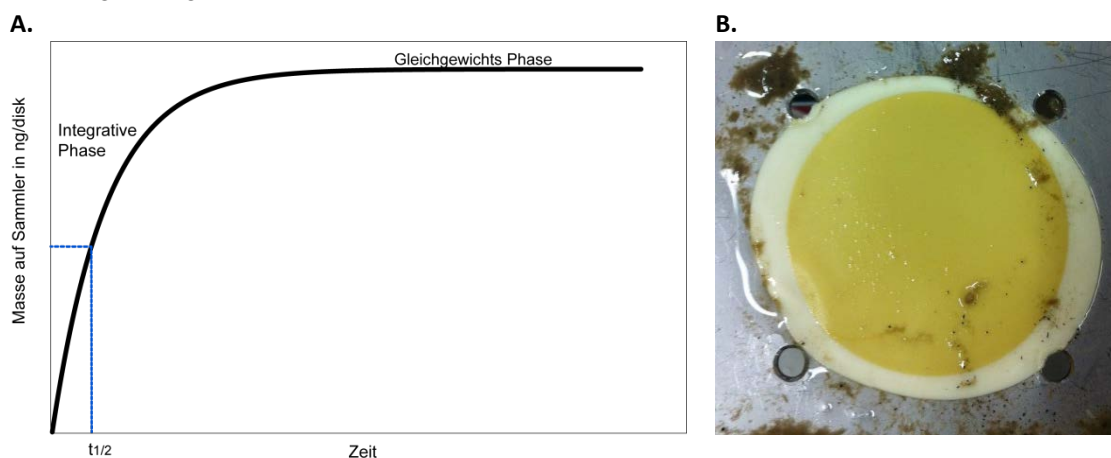 A.
B.
Gleichgewichts Phase
Integrative
Phase
Masse auf Sammler in ng/disk
t1/2
Zeit